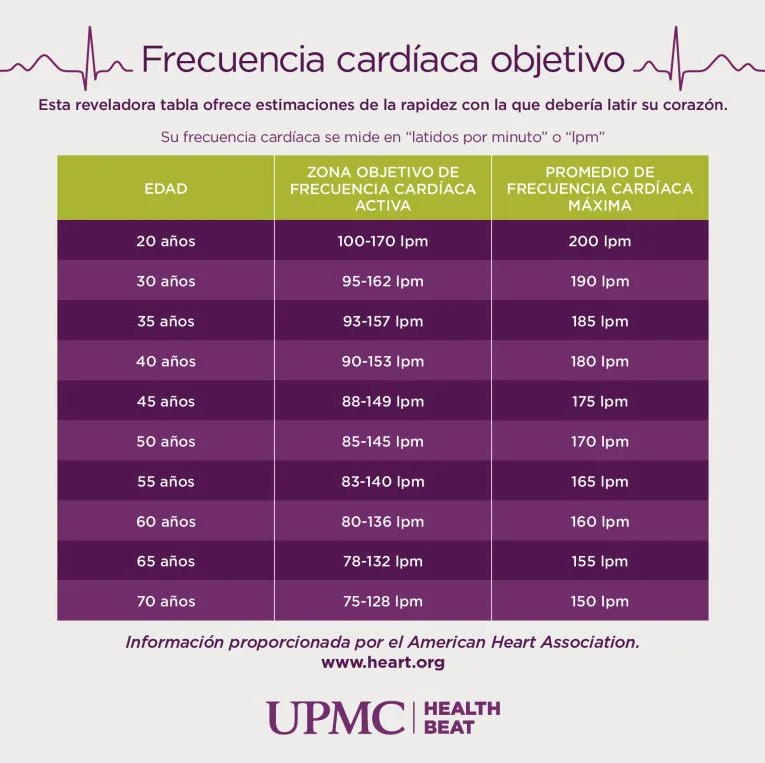 Frecuencia cardíaca objetivo
Esta reveladora tabla ofrece estimaciones de la rapidez con la que debería latir su corazón.
Su frecuencia cardíaca se mide en “latidos por minuto” o “lpm”
EDAD
ZONA OBJETIVO DE
FRECUENCIA CARDÍACA
ACTIVA
PROMEDIO DE
FRECUENCIA CARDÍACA
MÁXIMA
20 años 100-170 lpm 200 lpm
30 años 95-162 lpm 190 lpm
35 años 93-157 lpm 185 lpm
40 años 90-153 lpm 180 lpm
45 años 88-149 lpm 175 lpm
50 años 85-145 lpm 170 lpm
55 años 83-140 lpm 165 lpm
60 años 80-136 lpm 160 lpm
65 años 78-132 lpm 155 lpm
70 años 75-128 lpm 150 lpm
Información proporcionada por el American Heart Association.
www.heart.org
UPMC HEALTH
BEAT